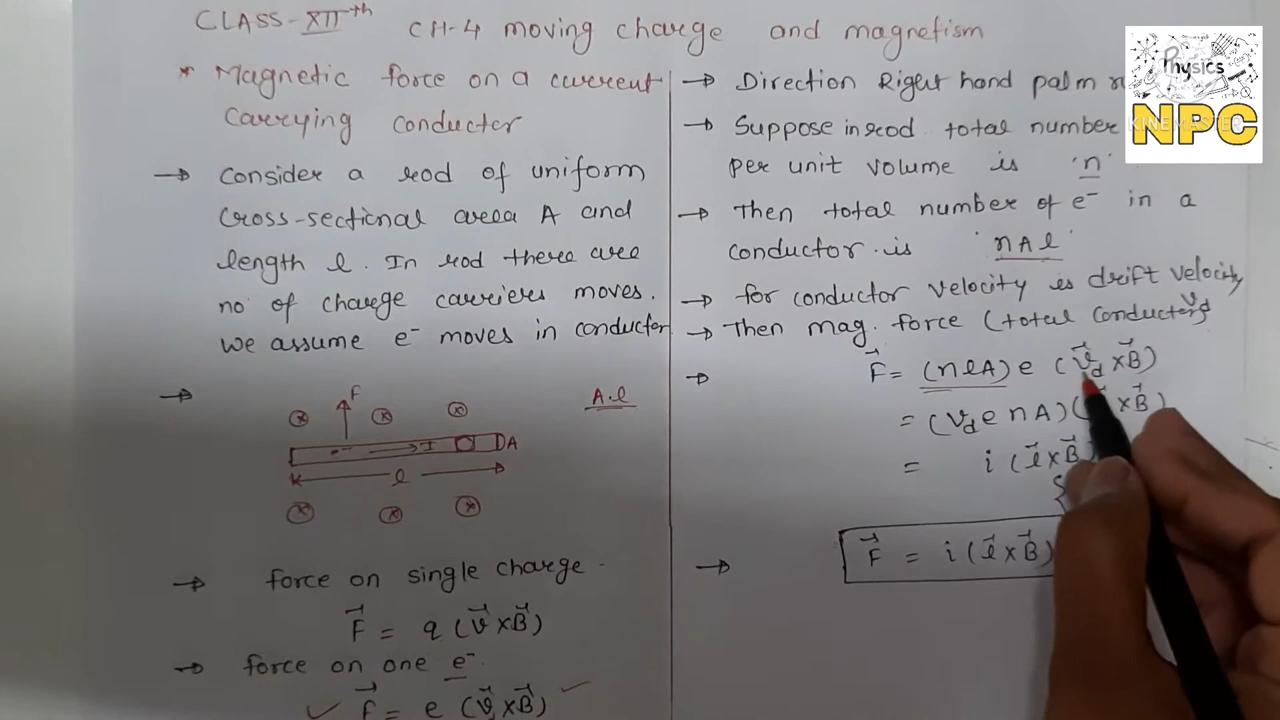 CLASS-XIIth CH-4 moving charge and magnetism
* Magnetic force on a current
carrying conductor
→ Consider a rod of uniform
cross-sectional area A and
length l. In rod there are
no of charge carriers moves.
we assume e⁻ moves in conductor
→
F
A.l
e⁻ → I A
l
→ force on single charge.
F⃗ = q (v⃗ × B⃗)
→ force on one e⁻.
✓ F⃗ = e (v⃗ × B⃗) ✓
→ Direction Right hand palm
→ Suppose in rod total number
per unit volume is 'n'
→ Then total number of e⁻ in a
conductor is 'nAl'
→ for conductor velocity is drift velocity
vd
→ Then mag. force (total conductor)
→ F⃗ = (nlA) e (v⃗d × B⃗)
= (vd e n A) ( × B⃗)
= i (l⃗ × B⃗)
{
→ F⃗ = i (l⃗ × B⃗)
Physics
NPC
KINEMASTER